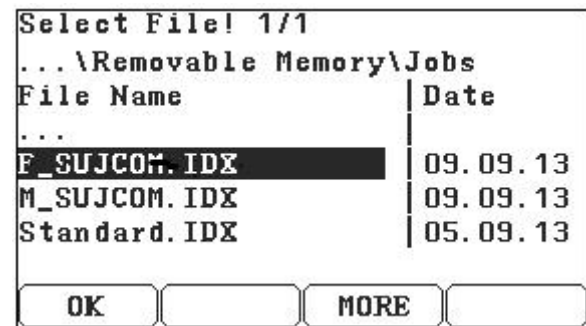 Select File! 1/1
...\Removable Memory\Jobs
File Name Date
...
F_SUJCOM.IDX 09.09.13
M_SUJCOM.IDX 09.09.13
Standard.IDX 05.09.13
OK MORE